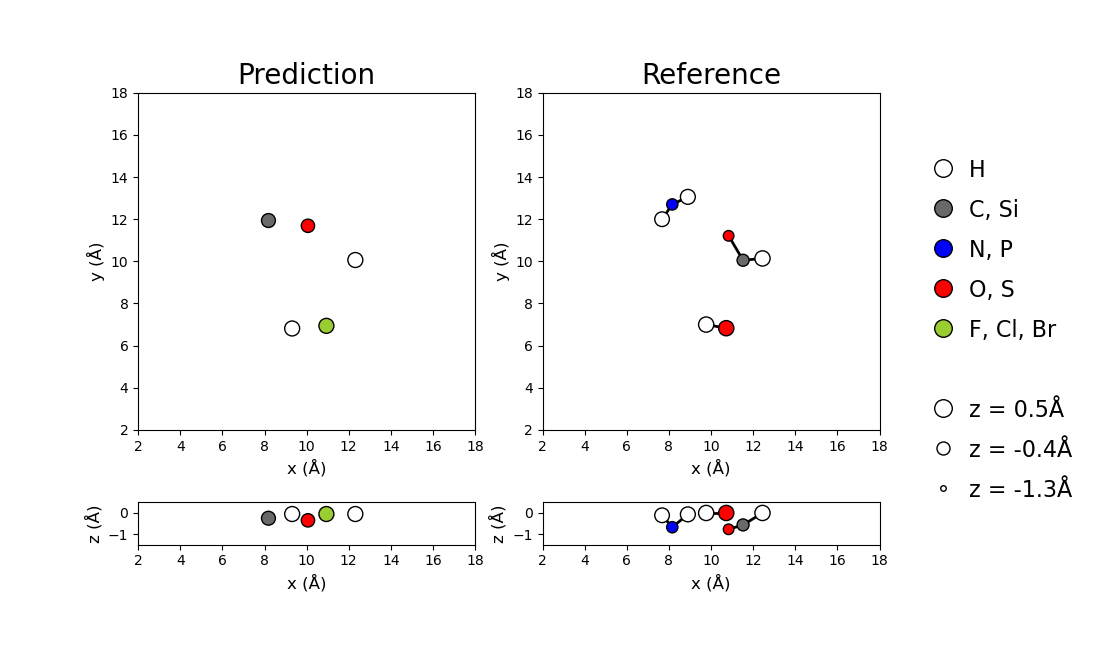 Prediction
Reference
18
16
14
12
10
8
6
4
2
y (Å)
2 4 6 8 10 12 14 16 18
x (Å)
18
16
14
12
10
8
6
4
2
y (Å)
2 4 6 8 10 12 14 16 18
x (Å)
0
−1
z (Å)
2 4 6 8 10 12 14 16 18
x (Å)
0
−1
z (Å)
2 4 6 8 10 12 14 16 18
x (Å)
H
C, Si
N, P
O, S
F, Cl, Br
z = 0.5Å
z = -0.4Å
z = -1.3Å